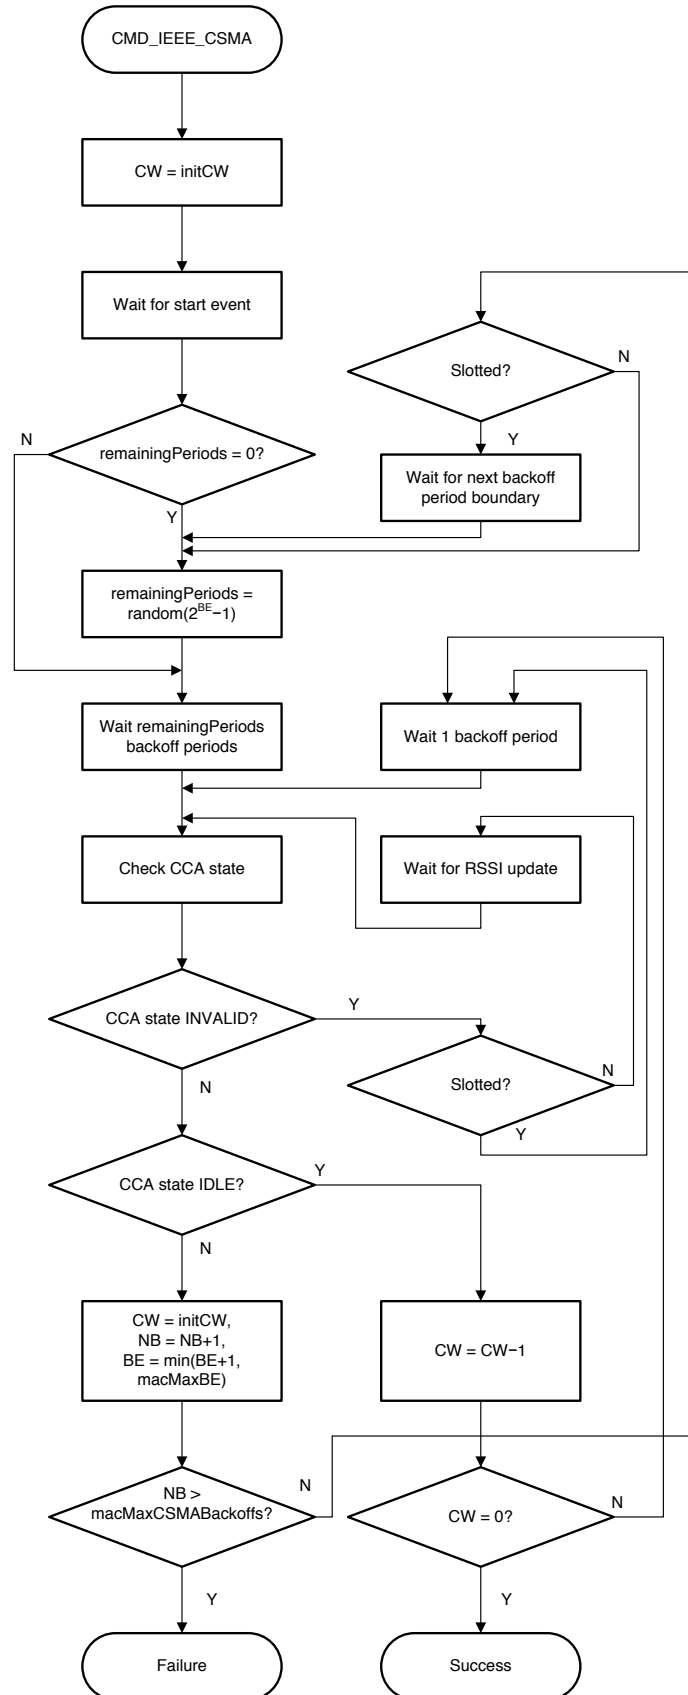 CMD_IEEE_CSMA
CW = initCW
Wait for start event
Slotted?
N
Y
Wait for next backoff
period boundary
N
remainingPeriods = 0?
Y
remainingPeriods =
random(2^BE−1)
Wait remainingPeriods
backoff periods
Wait 1 backoff period
Check CCA state
Wait for RSSI update
CCA state INVALID?
Y
N
Slotted?
N
Y
CCA state IDLE?
Y
N
CW = initCW,
NB = NB+1,
BE = min(BE+1,
macMaxBE)
CW = CW−1
NB >
macMaxCSMABackoffs?
N
Y
CW = 0?
N
Y
Failure
Success